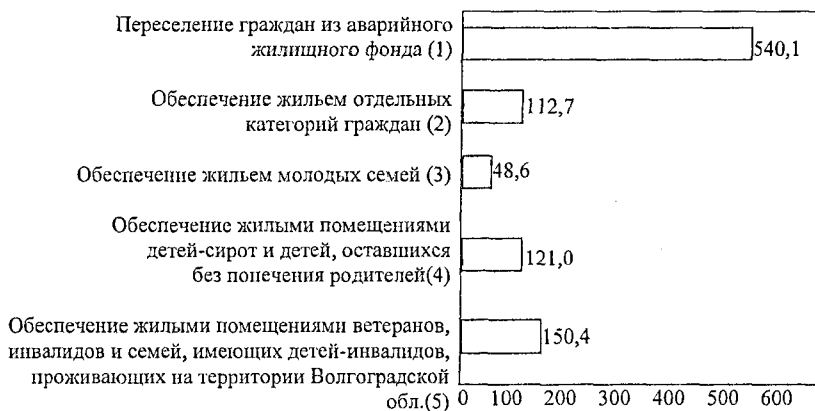 Переселение граждан из аварийного
жилищного фонда (1)
540,1
Обеспечение жильем отдельных
категорий граждан (2)
112,7
Обеспечение жильем молодых семей (3)
48,6
Обеспечение жилыми помещениями
детей-сирот и детей, оставшихся
без попечения родителей(4)
121,0
Обеспечение жилыми помещениями ветеранов,
инвалидов и семей, имеющих детей-инвалидов,
проживающих на территории Волгоградской
обл.(5)
150,4
0 100 200 300 400 500 600